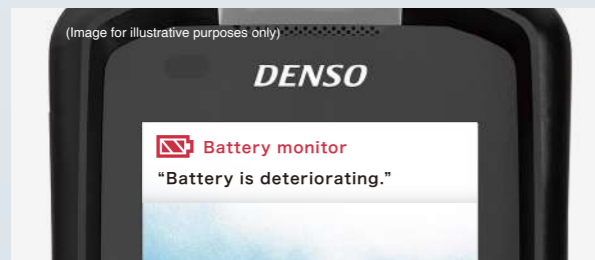 (Image for illustrative purposes only)
DENSO
Battery monitor
“Battery is deteriorating.”